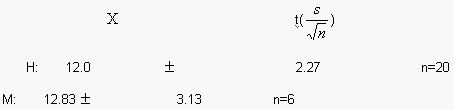 X t(s/√n)
H: 12.0 ± 2.27 n=20
M: 12.83 ± 3.13 n=6